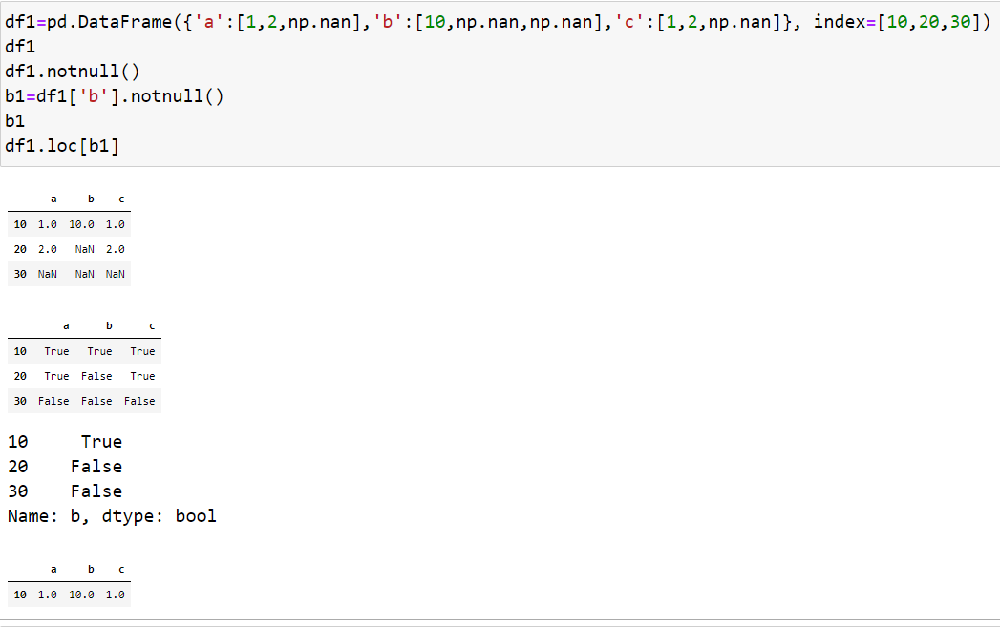 df1=pd.DataFrame({'a':[1,2,np.nan],'b':[10,np.nan,np.nan],'c':[1,2,np.nan]}, index=[10,20,30])
df1
df1.notnull()
b1=df1['b'].notnull()
b1
df1.loc[b1]
a b c
10 1.0 10.0 1.0
20 2.0 NaN 2.0
30 NaN NaN NaN
a b c
10 True True True
20 True False True
30 False False False
10 True
20 False
30 False
Name: b, dtype: bool
a b c
10 1.0 10.0 1.0